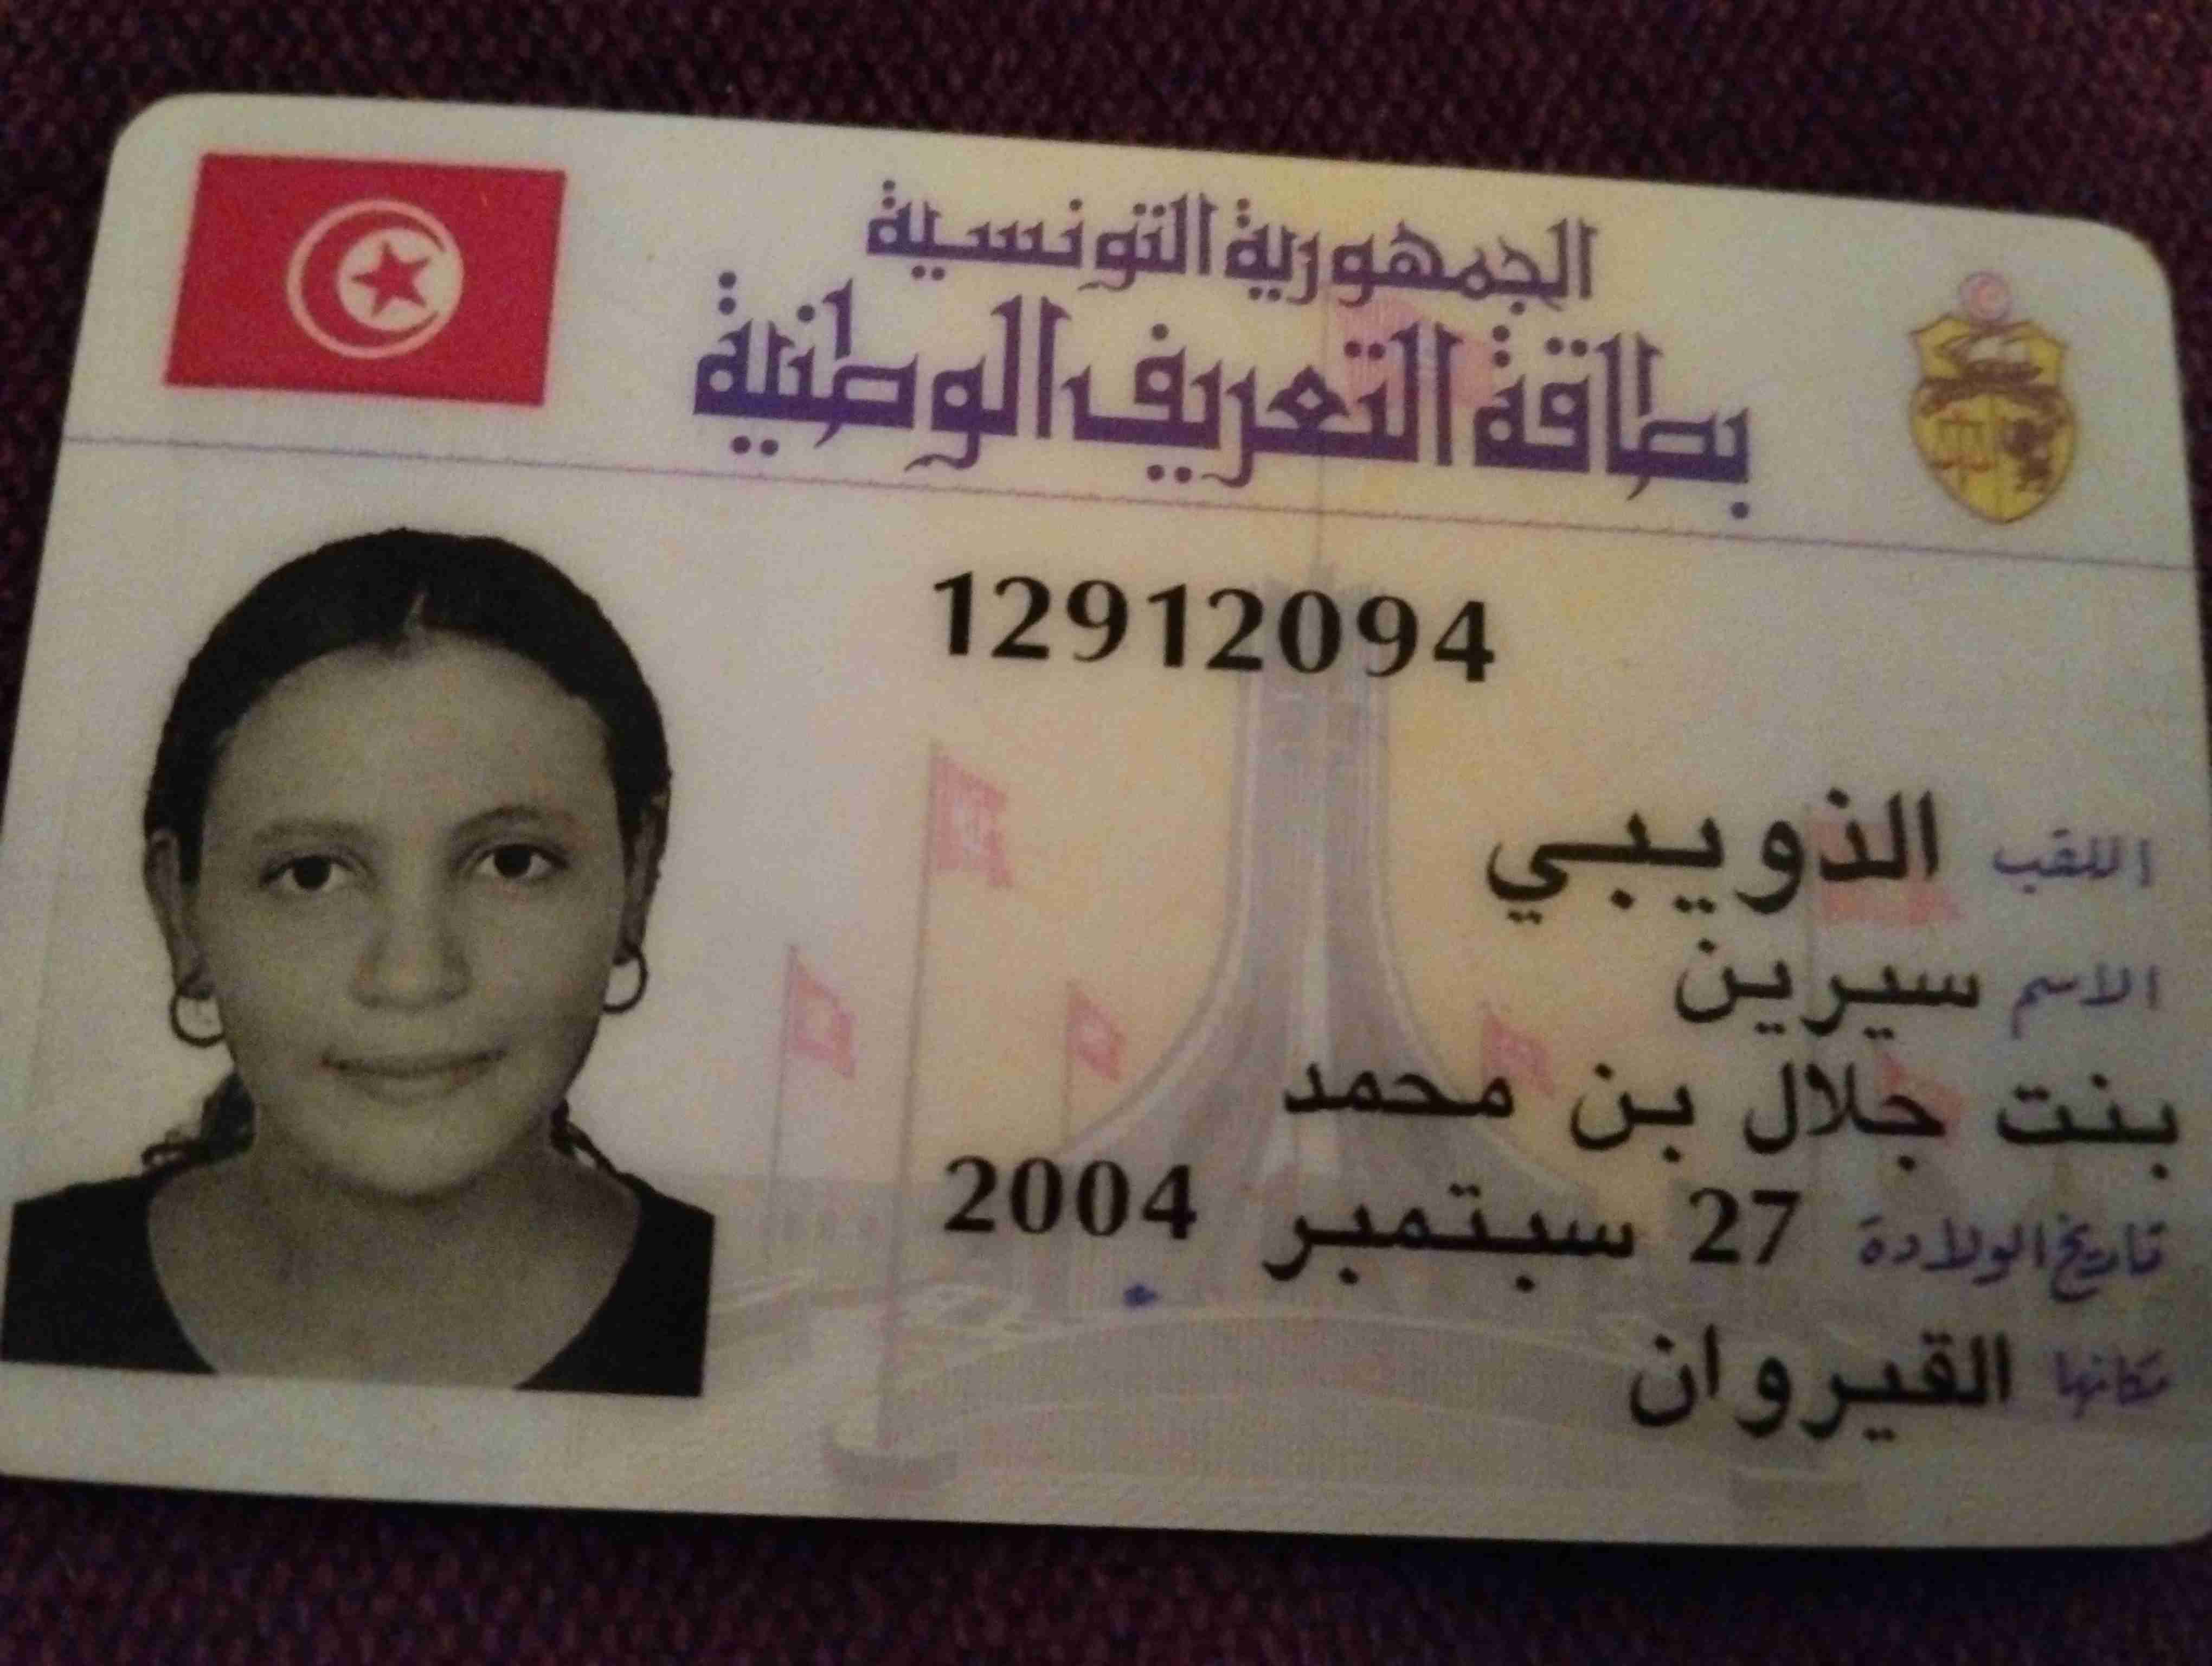 الجمهورية التونسية
بطاقة التعريف الوطنية
12912094
اللقب الذويبي
الاسم سيرين
بنت جلال بن محمد
تاريخ الولادة 27 سبتمبر 2004
مكانها القيروان